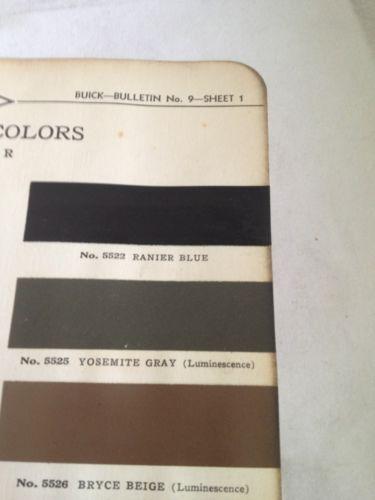 BUICK—BULLETIN No. 9—SHEET 1
COLORS
R
No. 5522 RANIER BLUE
No. 5525 YOSEMITE GRAY (Luminescence)
No. 5526 BRYCE BEIGE (Luminescence)